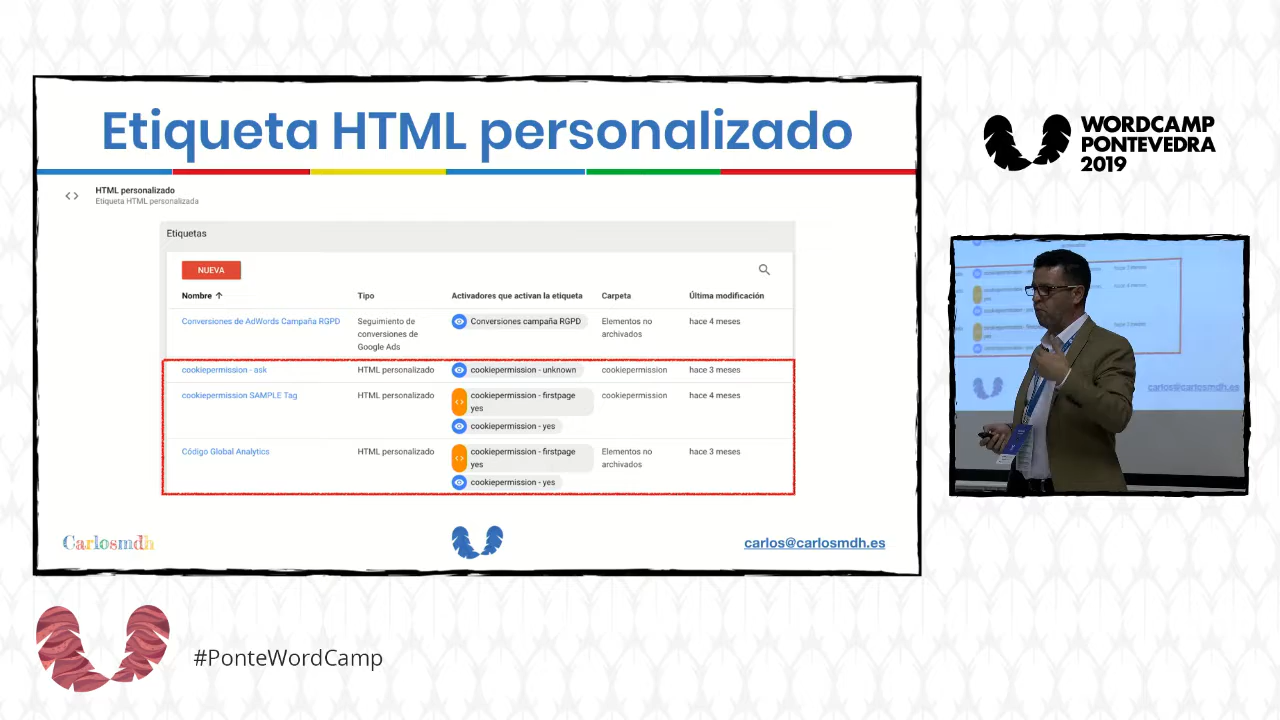 Etiqueta HTML personalizado
HTML personalizado
Etiqueta HTML personalizada
Etiquetas
NUEVA
Nombre Tipo Activadores que activan la etiqueta Carpeta Última modificación
Conversiones de AdWords Campaña RGPD Seguimiento de conversiones de Google Ads Conversiones campaña RGPD Elementos no archivados hace 4 meses
cookiepermission - ask HTML personalizado cookiepermission - unknown cookiepermission hace 3 meses
cookiepermission SAMPLE Tag HTML personalizado cookiepermission - firstpage yes cookiepermission hace 4 meses
cookiepermission - yes
Código Global Analytics HTML personalizado cookiepermission - firstpage yes Elementos no archivados hace 3 meses
cookiepermission - yes
Carlosmdh
carlos@carlosmdh.es
WORDCAMP
PONTEVEDRA
2019
carlos@carlosmdh.es
#PonteWordCamp